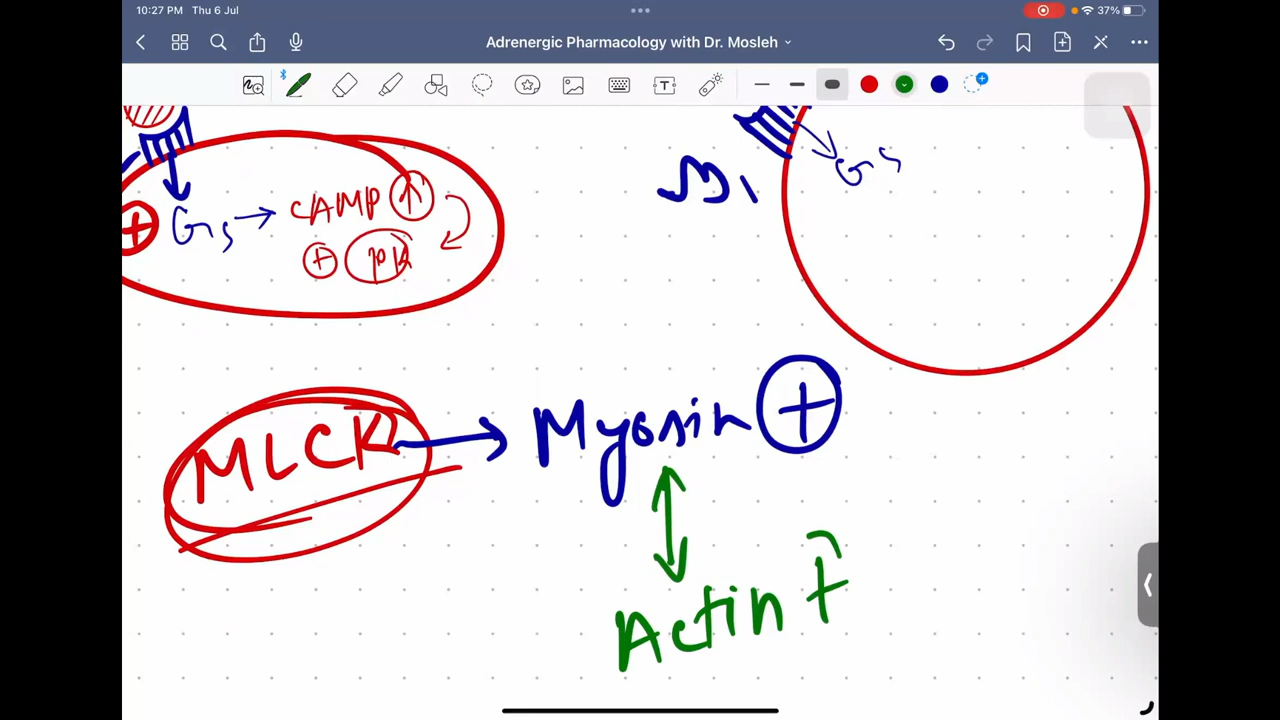 10:27 PM Thu 6 Jul
37%
Adrenergic Pharmacology with Dr. Mosleh
T
Gs → cAMP ↑
+ PK
+
Gs
MLCK → Myosin +
Actin +